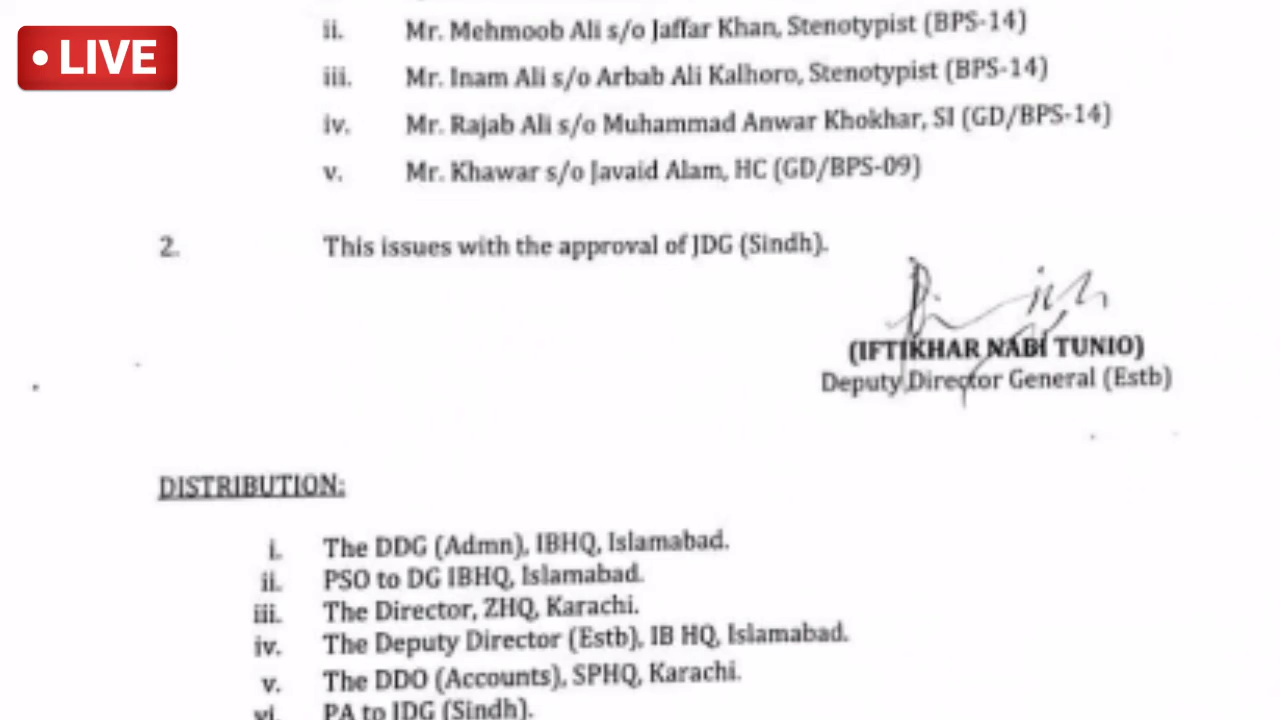 LIVE
ii. Mr. Mehmoob Ali s/o Jaffar Khan, Stenotypist (BPS-14)
iii. Mr. Inam Ali s/o Arbab Ali Kalhoro, Stenotypist (BPS-14)
iv. Mr. Rajab Ali s/o Muhammad Anwar Khokhar, SI (GD/BPS-14)
v. Mr. Khawar s/o Javaid Alam, HC (GD/BPS-09)
2. This issues with the approval of JDG (Sindh).
(IFTIKHAR NABI TUNIO)
Deputy Director General (Estb)
DISTRIBUTION:
i. The DDG (Admn), IBHQ, Islamabad.
ii. PSO to DG IBHQ, Islamabad.
iii. The Director, ZHQ, Karachi.
iv. The Deputy Director (Estb), IB HQ, Islamabad.
v. The DDO (Accounts), SPHQ, Karachi.
vi. PA to JDG (Sindh).